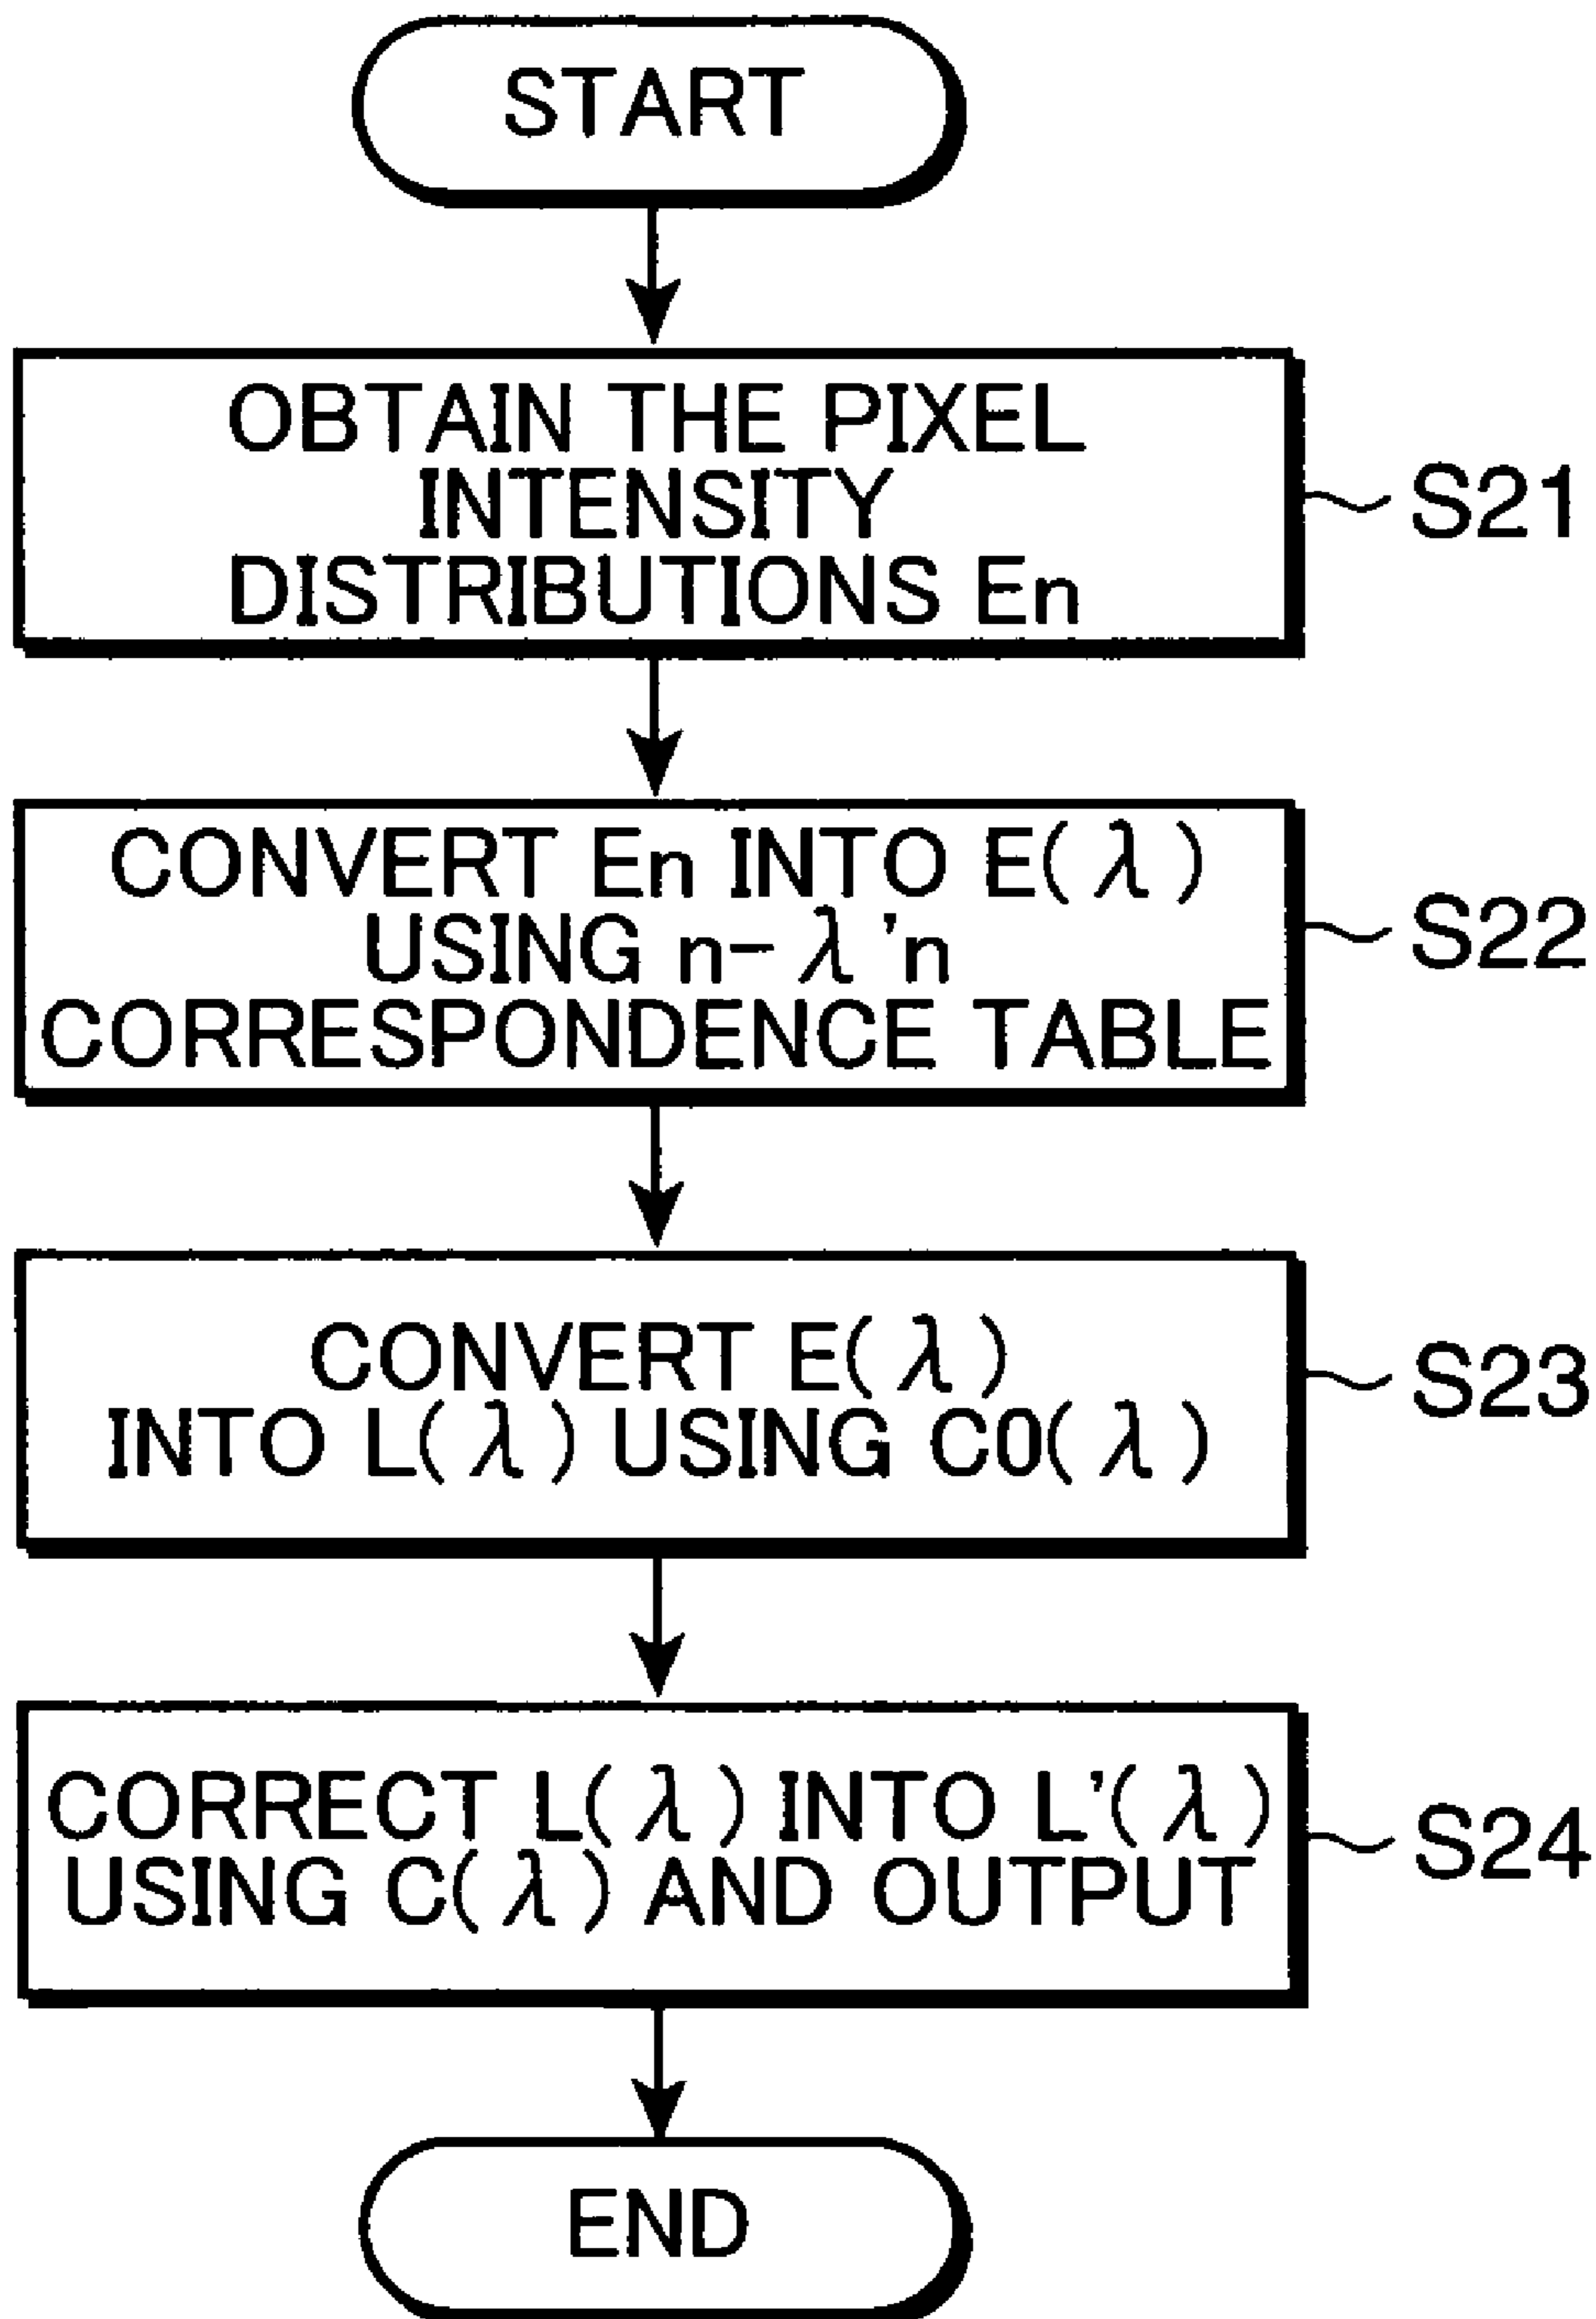 START
OBTAIN THE PIXEL
INTENSITY
DISTRIBUTIONS En
S21
CONVERT En INTO E(λ)
USING n-λ'n
CORRESPONDENCE TABLE
S22
CONVERT E(λ)
INTO L(λ) USING C0(λ)
S23
CORRECT L(λ) INTO L'(λ)
USING C(λ) AND OUTPUT
S24
END